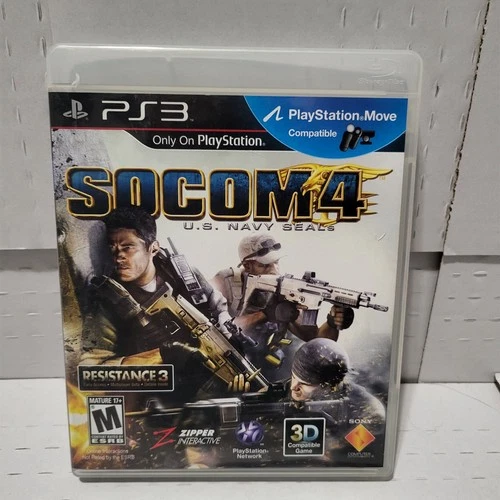 PS3
PlayStation®Move
Compatible
Only On PlayStation®
SOCOM 4
U.S. NAVY SEALs
RESISTANCE 3
MATURE 17+
M
ESRB
ZIPPER
INTERACTIVE
PlayStation®
Network
3D
Compatible
Game
SONY
COMPUTER